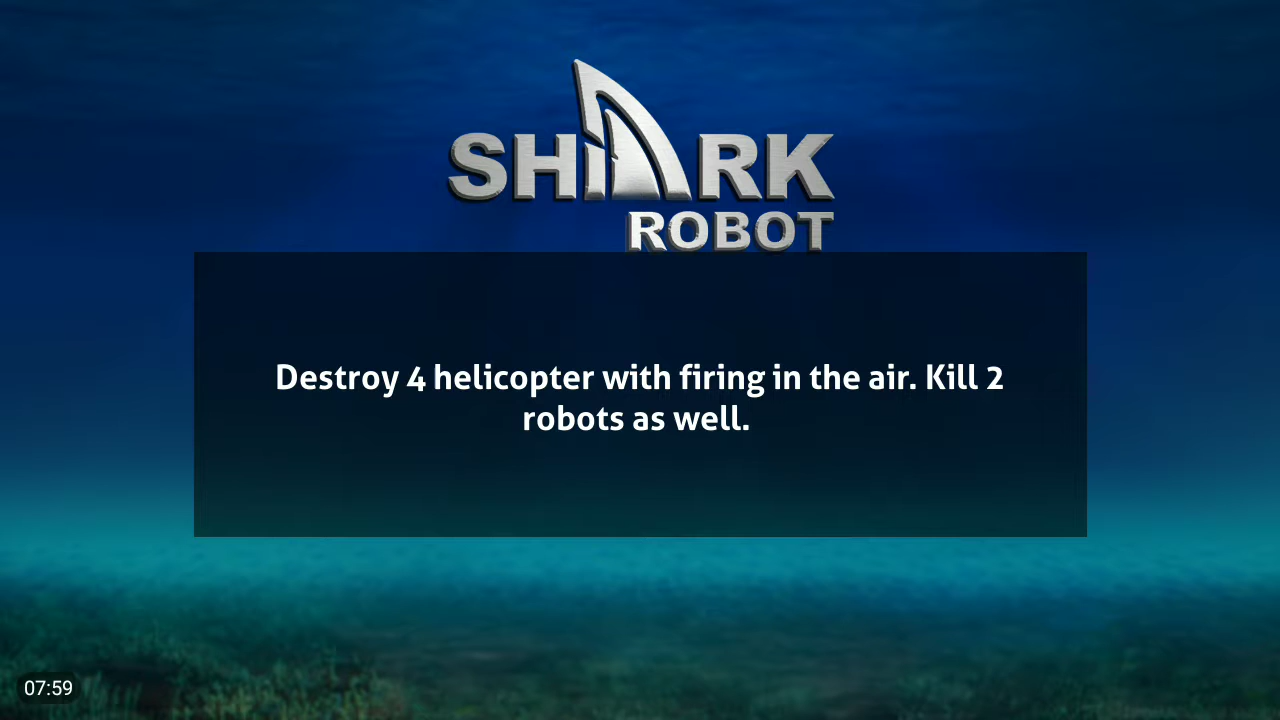 SHARK
ROBOT
Destroy 4 helicopter with firing in the air. Kill 2
robots as well.
07:59